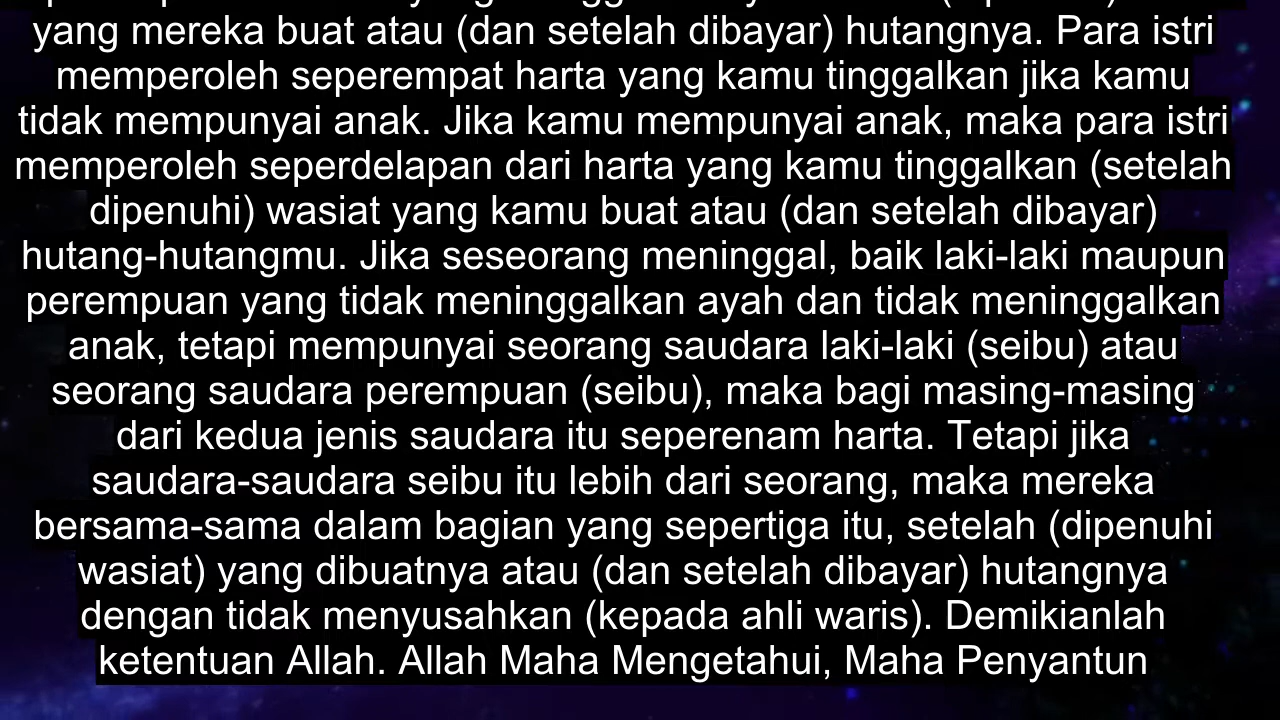 yang mereka buat atau (dan setelah dibayar) hutangnya. Para istri
memperoleh seperempat harta yang kamu tinggalkan jika kamu
tidak mempunyai anak. Jika kamu mempunyai anak, maka para istri
memperoleh seperdelapan dari harta yang kamu tinggalkan (setelah
dipenuhi) wasiat yang kamu buat atau (dan setelah dibayar)
hutang-hutangmu. Jika seseorang meninggal, baik laki-laki maupun
perempuan yang tidak meninggalkan ayah dan tidak meninggalkan
anak, tetapi mempunyai seorang saudara laki-laki (seibu) atau
seorang saudara perempuan (seibu), maka bagi masing-masing
dari kedua jenis saudara itu seperenam harta. Tetapi jika
saudara-saudara seibu itu lebih dari seorang, maka mereka
bersama-sama dalam bagian yang sepertiga itu, setelah (dipenuhi
wasiat) yang dibuatnya atau (dan setelah dibayar) hutangnya
dengan tidak menyusahkan (kepada ahli waris). Demikianlah
ketentuan Allah. Allah Maha Mengetahui, Maha Penyantun